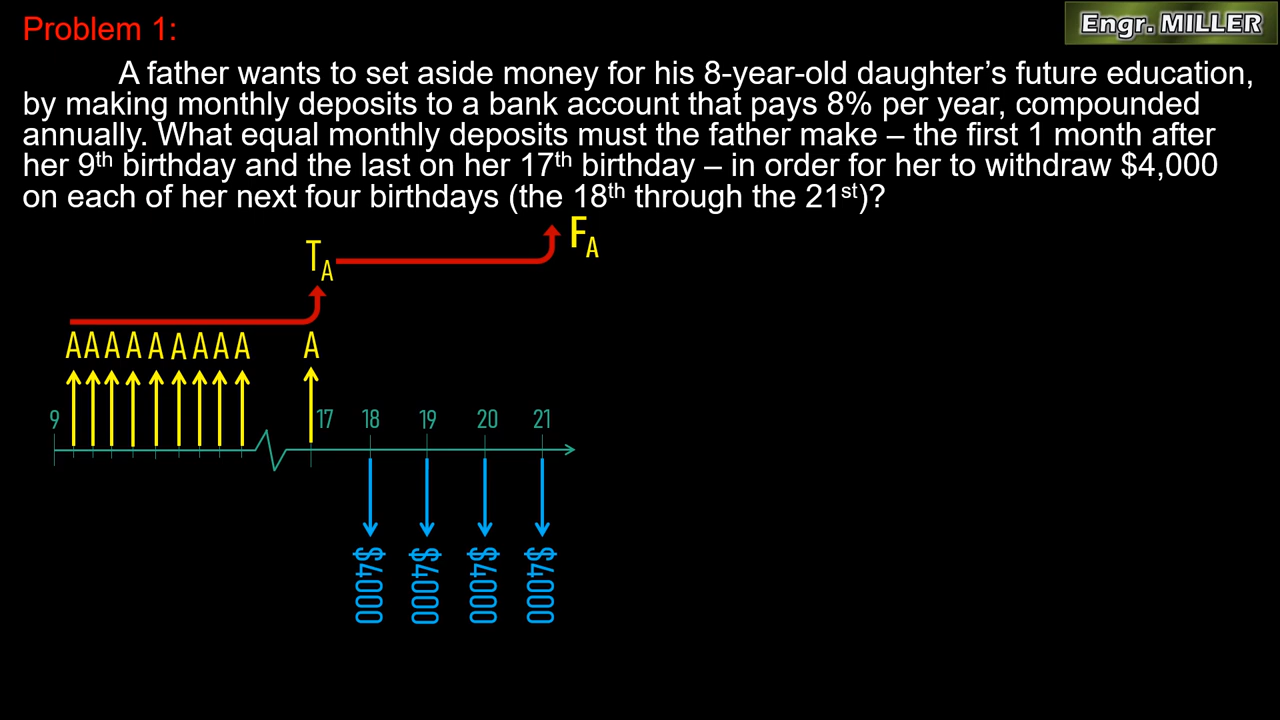 Problem 1:
Engr. MILLER
A father wants to set aside money for his 8-year-old daughter’s future education,
by making monthly deposits to a bank account that pays 8% per year, compounded
annually. What equal monthly deposits must the father make – the first 1 month after
her 9th birthday and the last on her 17th birthday – in order for her to withdraw $4,000
on each of her next four birthdays (the 18th through the 21st)?
FA
TA
A A A A A A A A A A
9 17 18 19 20 21
$4000 $4000 $4000 $4000